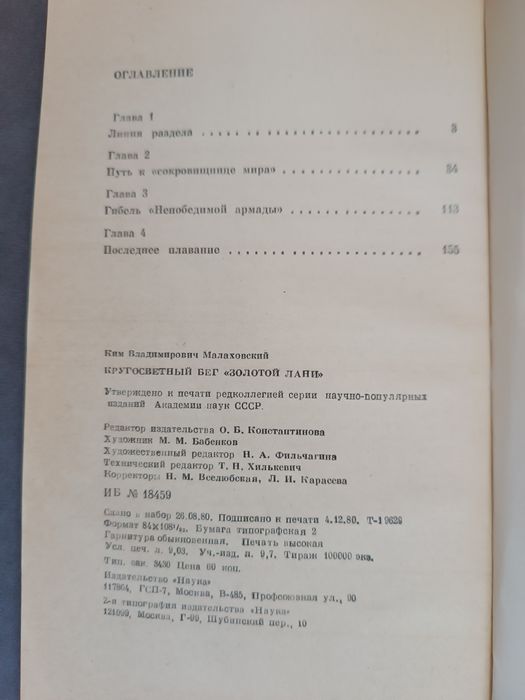 ОГЛАВЛЕНИЕ
Глава 1
Линия раздела . . . . . . . . . . . . . . . . . . . . 3
Глава 2
Путь к «сокровищнице мира» . . . . . . . . . . . . . 34
Глава 3
Гибель «Непобедимой армады» . . . . . . . . . . . . 113
Глава 4
Последнее плавание . . . . . . . . . . . . . . . . . 155
Ким Владимирович Малаховский
КРУГОСВЕТНЫЙ БЕГ «ЗОЛОТОЙ ЛАНИ»
Утверждено к печати редколлегией серии научно-популярных
изданий Академии наук СССР.
Редактор издательства О. Б. Константинова
Художник М. М. Бабенков
Художественный редактор Н. А. Фильчагина
Технический редактор Т. Н. Хилькевич
Корректоры Н. М. Вселюбская, Л. И. Карасева
ИБ № 18459
Сдано в набор 26.08.80. Подписано к печати 4.12.80. Т-19629
Формат 84×108¹/₃₂. Бумага типографская 2
Гарнитура обыкновенная. Печать высокая
Усл. печ. л. 9,03. Уч.-изд. л. 9,7. Тираж 100000 экз.
Тип. зак. 3430 Цена 60 коп.
Издательство «Наука»
117864, ГСП-7, Москва, В-485, Профсоюзная ул., 90
2-я типография издательства «Наука»
121099, Москва, Г-99, Шубинский пер., 10